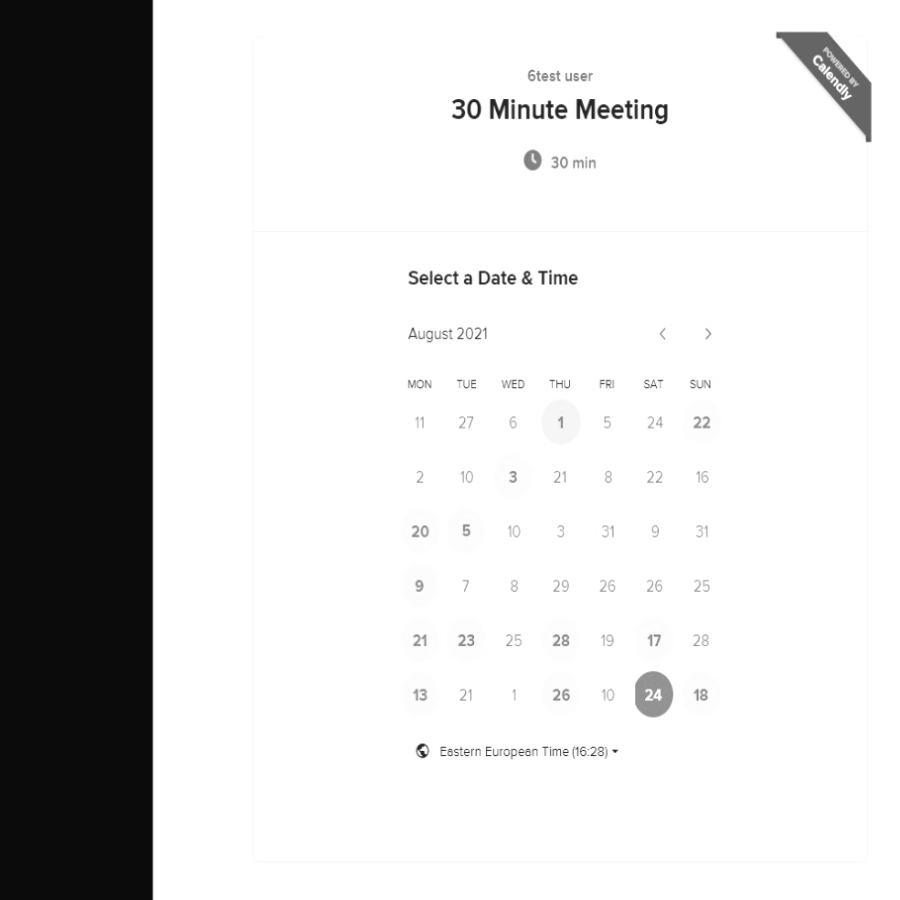 POWERED BY
Calendly
6test user
30 Minute Meeting
30 min
Select a Date & Time
August 2021
MON TUE WED THU FRI SAT SUN
11 27 6 1 5 24 22
2 10 3 21 8 22 16
20 5 10 3 31 9 31
9 7 8 29 26 26 25
21 23 25 28 19 17 28
13 21 1 26 10 24 18
Eastern European Time (16:28)